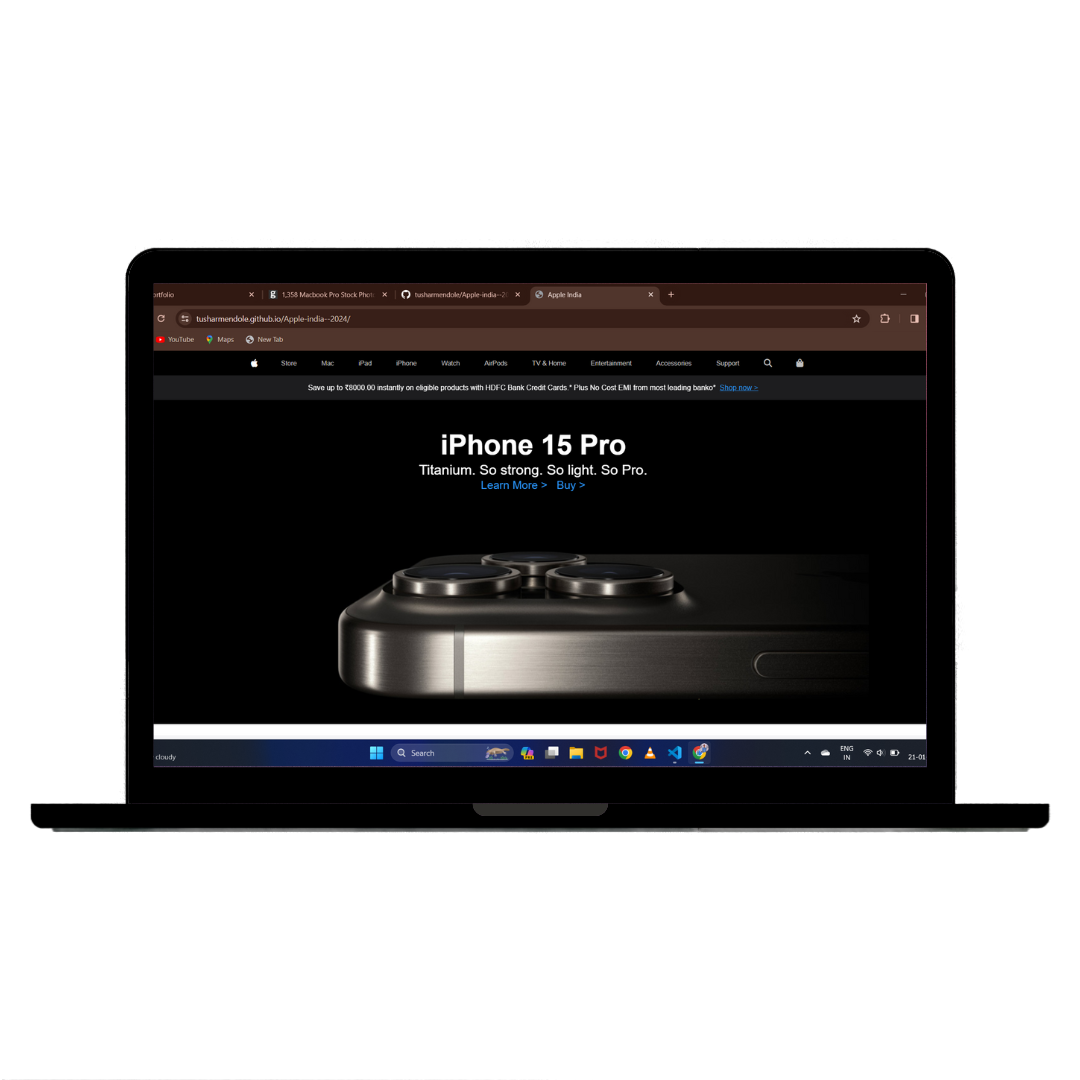 ortfolio
1,358 Macbook Pro Stock Phot
tusharmendole/Apple-india--20
Apple India
tusharmendole.github.io/Apple-india--2024/
YouTube Maps New Tab
Store Mac iPad iPhone Watch AirPods TV & Home Entertainment Accessories Support
Save up to ₹8000.00 instantly on eligible products with HDFC Bank Credit Cards.* Plus No Cost EMI from most leading banko* Shop now >
iPhone 15 Pro
Titanium. So strong. So light. So Pro.
Learn More > Buy >
cloudy
Search
ENG
IN
21-01